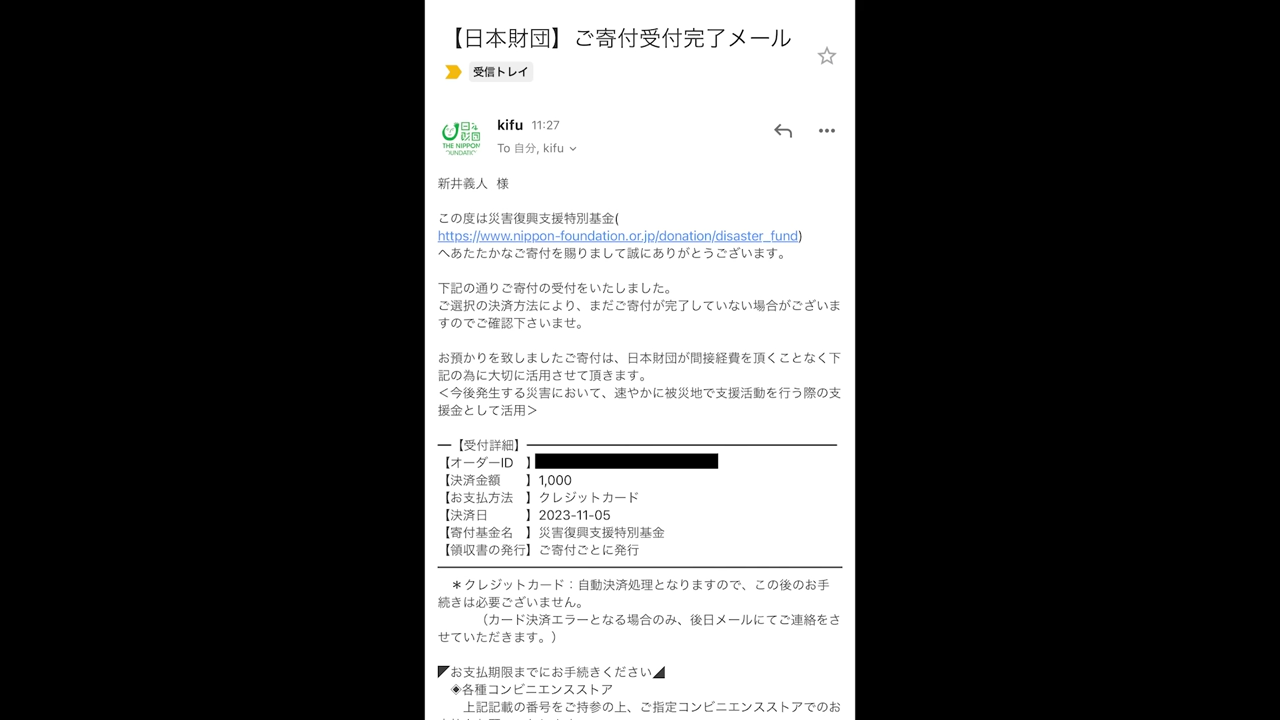 【日本財団】ご寄付受付完了メール
受信トレイ
kifu 11:27
To 自分, kifu
THE NIPPON
新井義人 様
この度は災害復興支援特別基金(
https://www.nippon-foundation.or.jp/donation/disaster_fund)
へあたたかなご寄付を賜りまして誠にありがとうございます。
下記の通りご寄付の受付をいたしました。
ご選択の決済方法により、まだご寄付が完了していない場合がございま
すのでご確認下さいませ。
お預かりを致しましたご寄付は、日本財団が間接経費を頂くことなく下
記の為に大切に活用させて頂きます。
＜今後発生する災害において、速やかに被災地で支援活動を行う際の支
援金として活用＞
━【受付詳細】━━━━━━━━━━━━━━━━━━
【オーダーID　】
【決済金額　　】1,000
【お支払方法　】クレジットカード
【決済日　　　】2023-11-05
【寄付基金名　】災害復興支援特別基金
【領収書の発行】ご寄付ごとに発行
＊クレジットカード：自動決済処理となりますので、この後のお手
続きは必要ございません。
（カード決済エラーとなる場合のみ、後日メールにてご連絡をさ
せていただきます。）
◤お支払期限までにお手続きください◢
◈各種コンビニエンスストア
上記記載の番号をご持参の上、ご指定コンビニエンスストアでのお